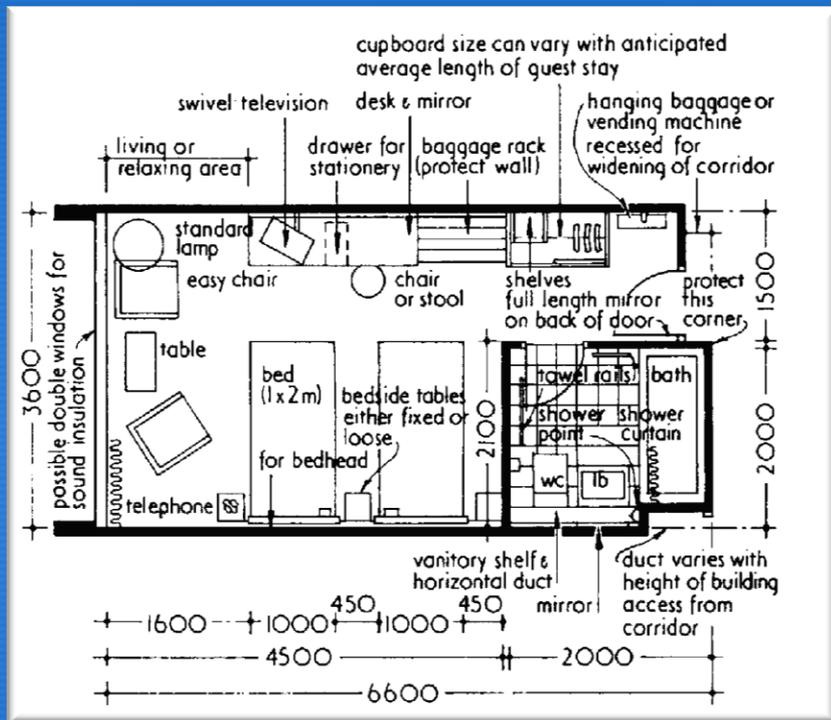 cupboard size can vary with anticipated
average length of guest stay
swivel television
desk & mirror
hanging baggage or
vending machine
recessed for
widening of corridor
living or
relaxing area
drawer for
stationery
baggage rack
(protect wall)
standard
lamp
easy chair
chair
or stool
shelves
full length mirror
on back of door
protect
this
corner
1500
3600
possible double windows for
sound insulation
table
bed
(1x2m)
bedside tables
either fixed or
loose
for bedhead
telephone
2100
towel rails
bath
shower
point
shower
curtain
wc
lb
2000
vanitory shelf &
horizontal duct
mirror
duct varies with
height of building
access from
corridor
1600
1000
450
1000
450
4500
2000
6600